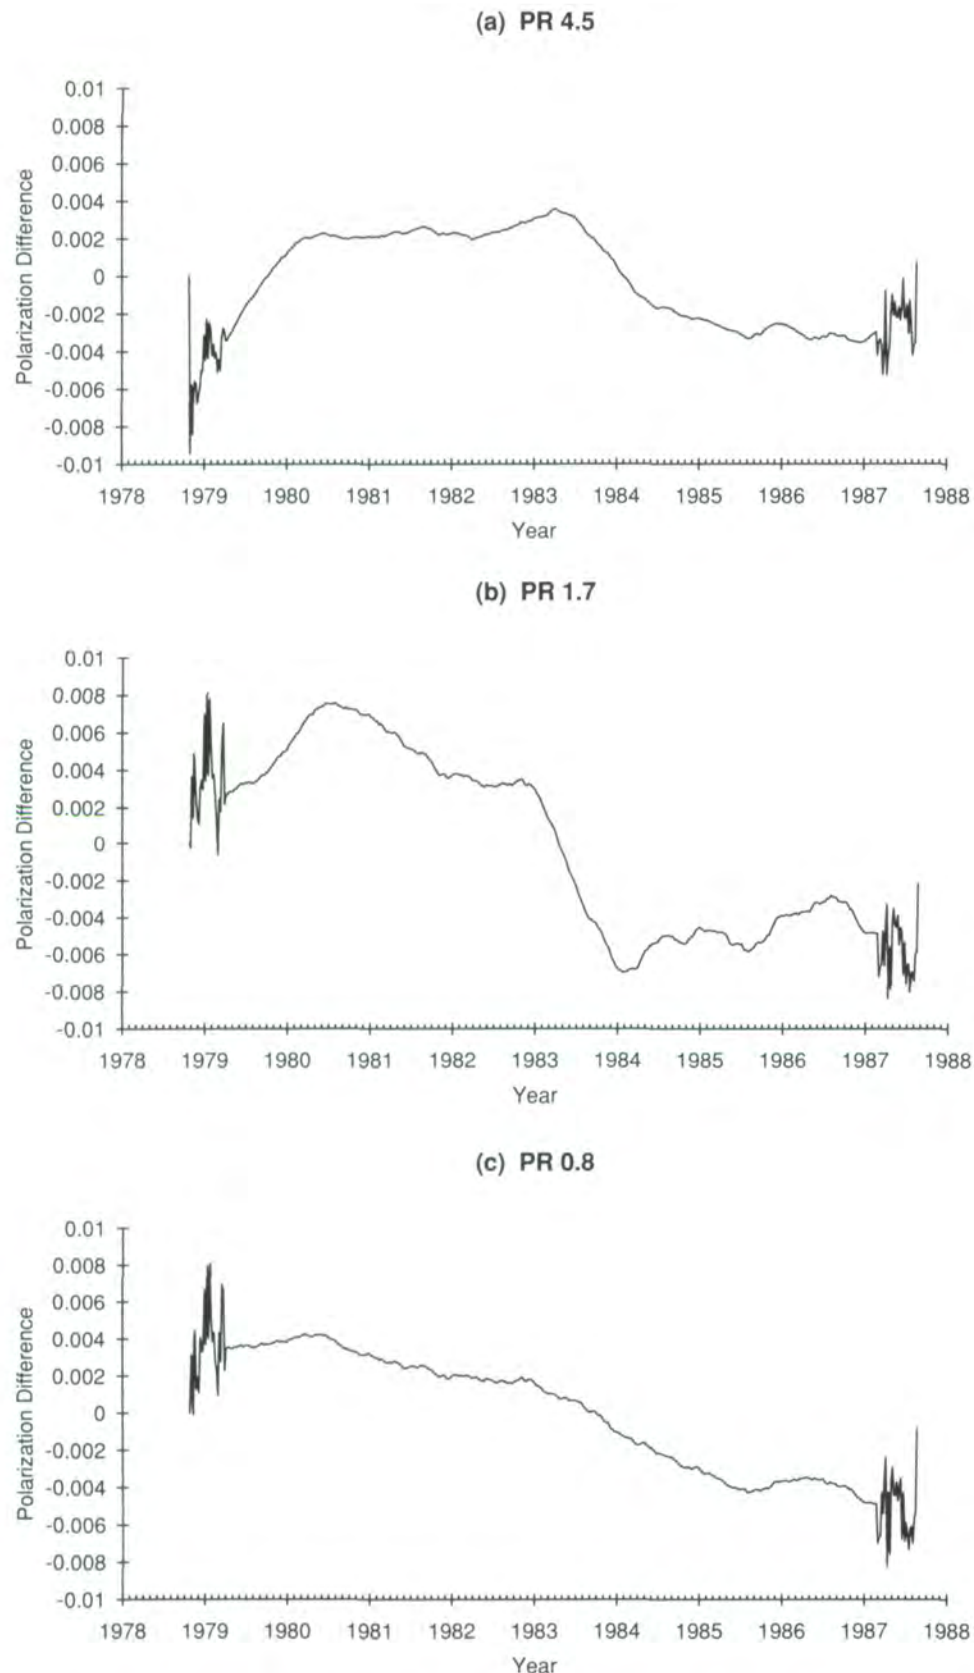 (a) PR 4.5
0.01
0.008
0.006
0.004
0.002
0
-0.002
-0.004
-0.006
-0.008
-0.01
Polarization Difference
1978 1979 1980 1981 1982 1983 1984 1985 1986 1987 1988
Year
(b) PR 1.7
0.01
0.008
0.006
0.004
0.002
0
-0.002
-0.004
-0.006
-0.008
-0.01
Polarization Difference
1978 1979 1980 1981 1982 1983 1984 1985 1986 1987 1988
Year
(c) PR 0.8
0.01
0.008
0.006
0.004
0.002
0
-0.002
-0.004
-0.006
-0.008
-0.01
Polarization Difference
1978 1979 1980 1981 1982 1983 1984 1985 1986 1987 1988
Year